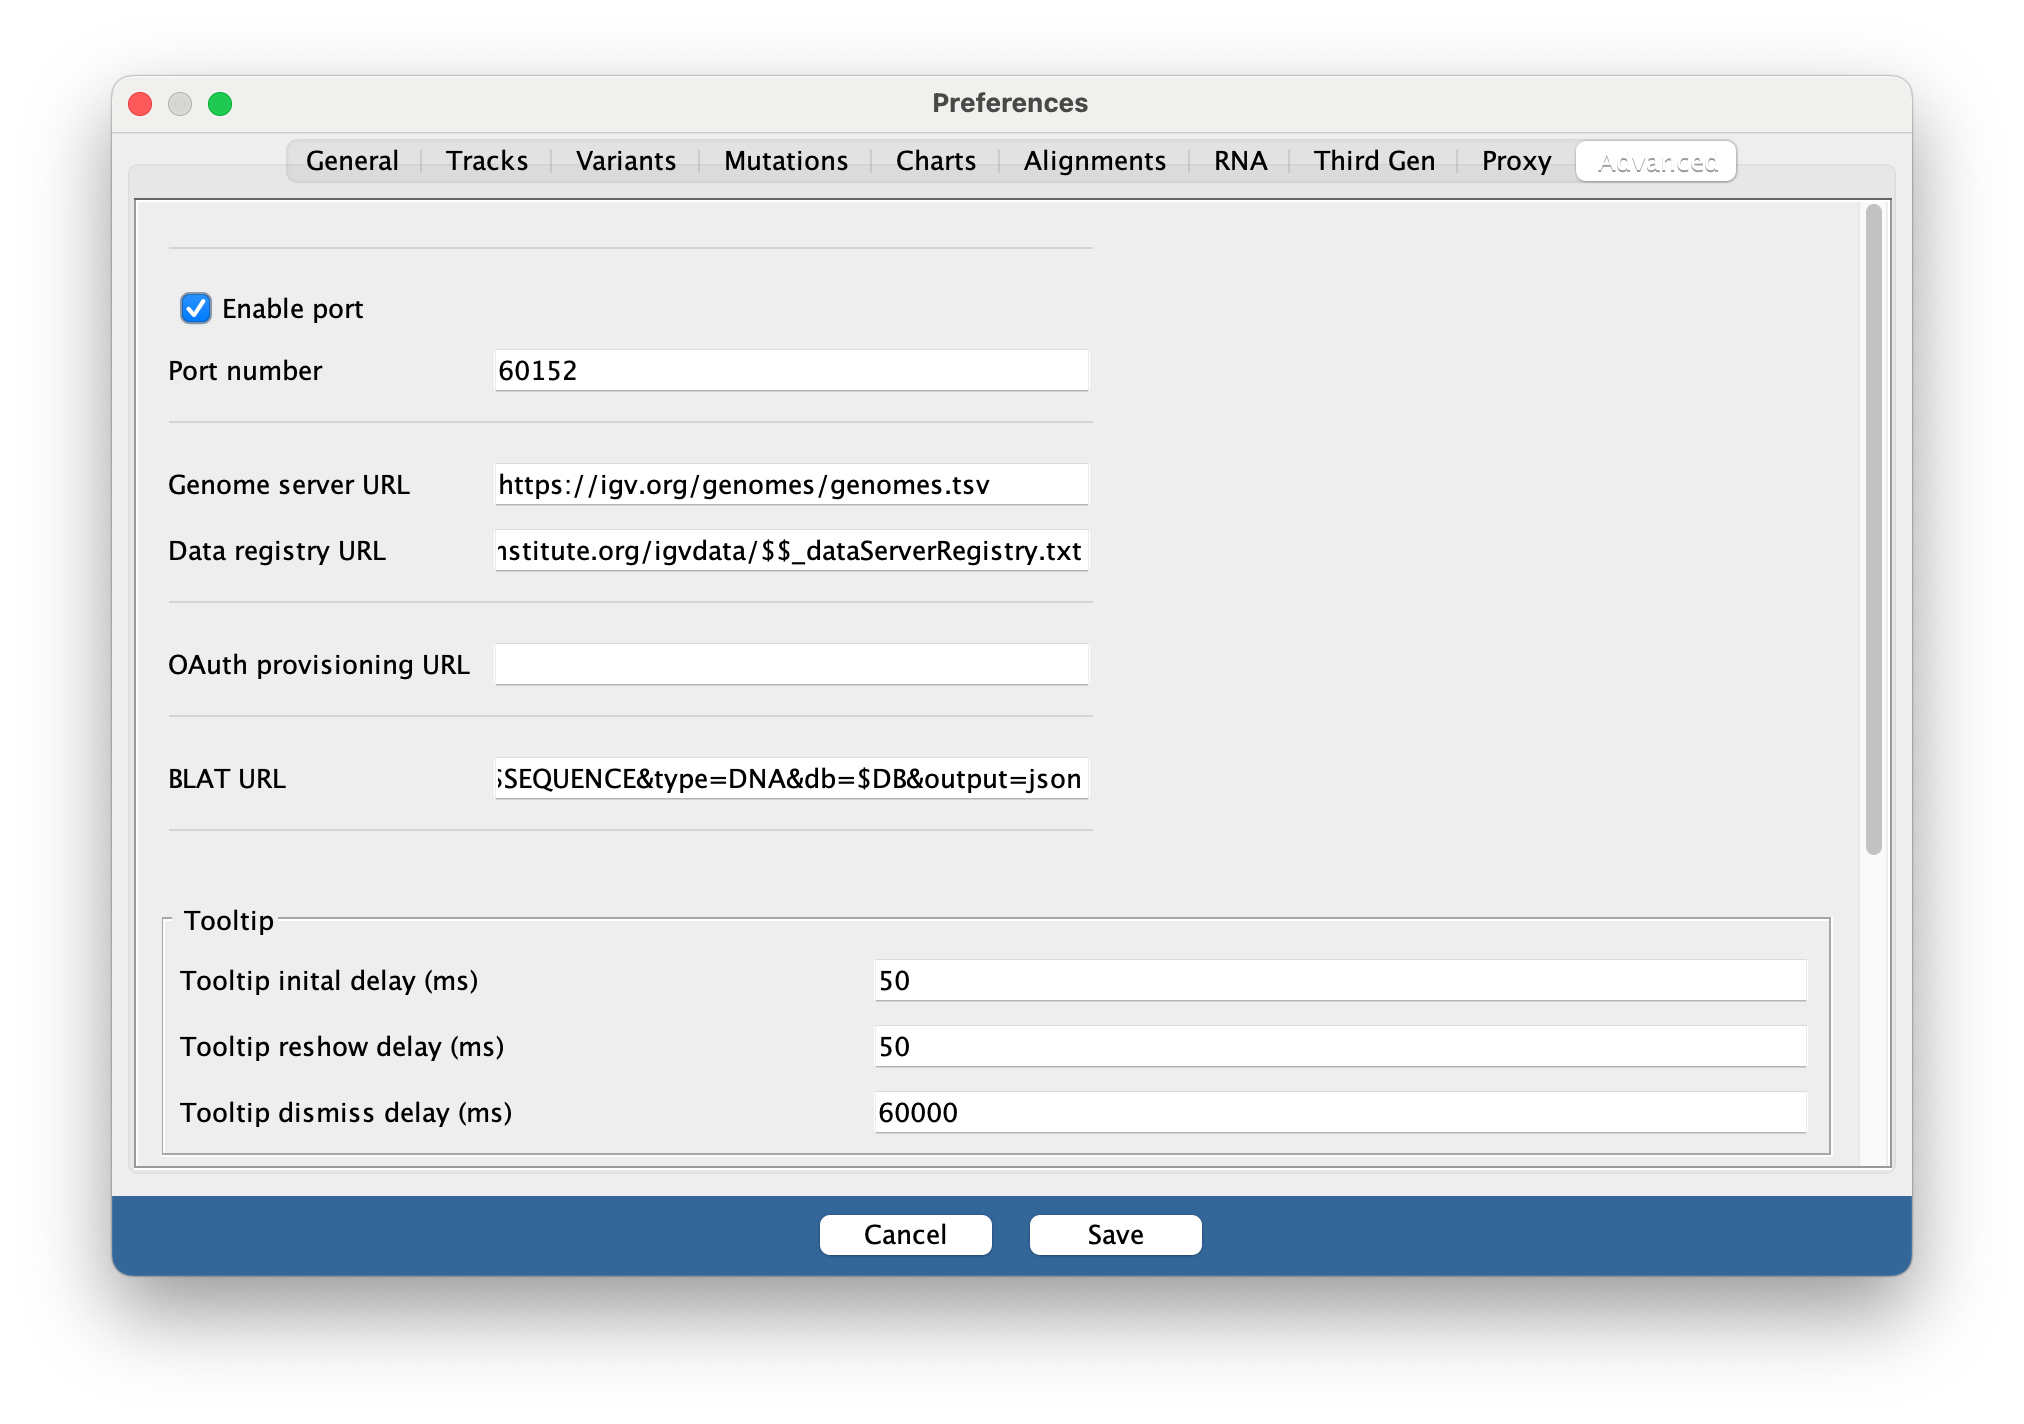 Preferences
General Tracks Variants Mutations Charts Alignments RNA Third Gen Proxy Advanced
Enable port
Port number 60152
Genome server URL https://igv.org/genomes/genomes.tsv
Data registry URL nstitute.org/igvdata/$$_dataServerRegistry.txt
OAuth provisioning URL
BLAT URL $SEQUENCE&type=DNA&db=$DB&output=json
Tooltip
Tooltip inital delay (ms) 50
Tooltip reshow delay (ms) 50
Tooltip dismiss delay (ms) 60000
Cancel Save